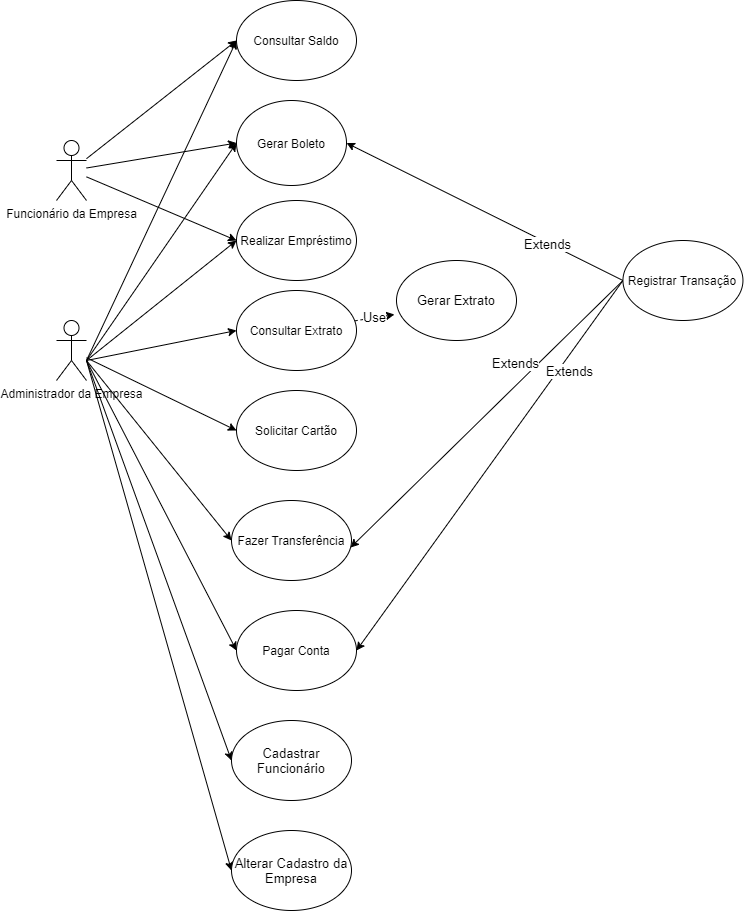 Consultar Saldo
Gerar Boleto
Funcionário da Empresa
Realizar Empréstimo
Extends
Registrar Transação
Gerar Extrato
Use
Consultar Extrato
Administrador da Empresa
Extends
Extends
Solicitar Cartão
Fazer Transferência
Pagar Conta
Cadastrar
Funcionário
Alterar Cadastro da
Empresa